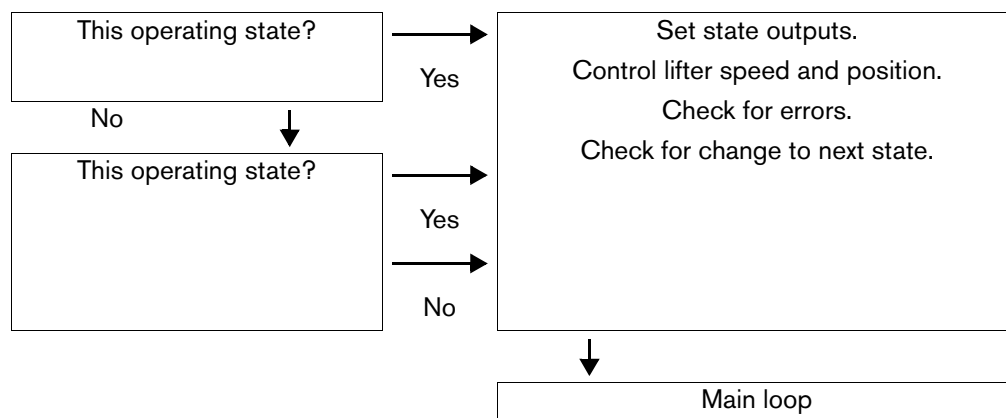 This operating state?
Yes
Set state outputs.
Control lifter speed and position.
Check for errors.
Check for change to next state.
No
This operating state?
Yes
No
Main loop